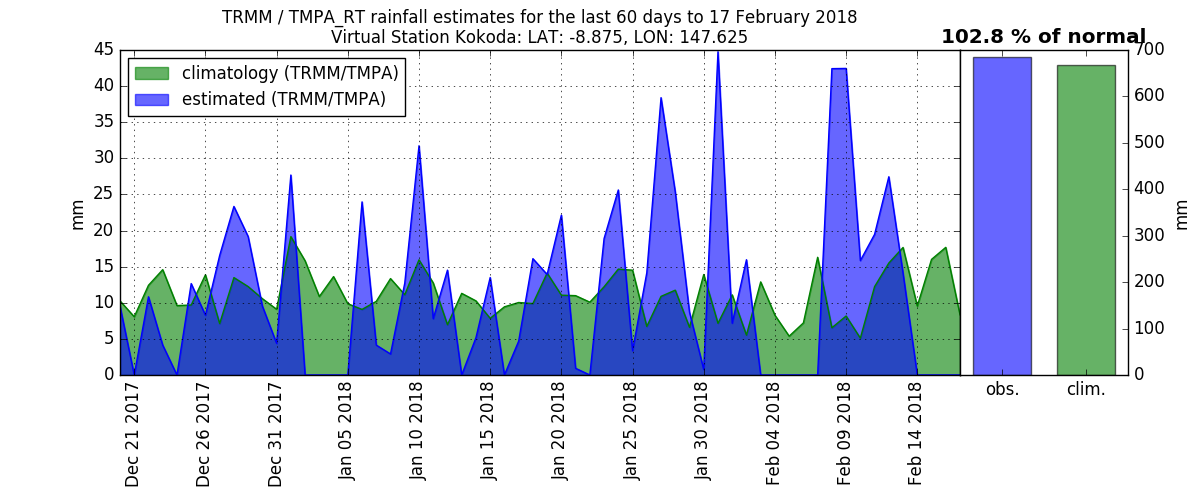 TRMM / TMPA_RT rainfall estimates for the last 60 days to 17 February 2018
Virtual Station Kokoda: LAT: -8.875, LON: 147.625
102.8 % of normal
climatology (TRMM/TMPA)
estimated (TRMM/TMPA)
mm
45
40
35
30
25
20
15
10
5
0
Dec 21 2017
Dec 26 2017
Dec 31 2017
Jan 05 2018
Jan 10 2018
Jan 15 2018
Jan 20 2018
Jan 25 2018
Jan 30 2018
Feb 04 2018
Feb 09 2018
Feb 14 2018
obs.
clim.
700
600
500
400
300
200
100
0
mm